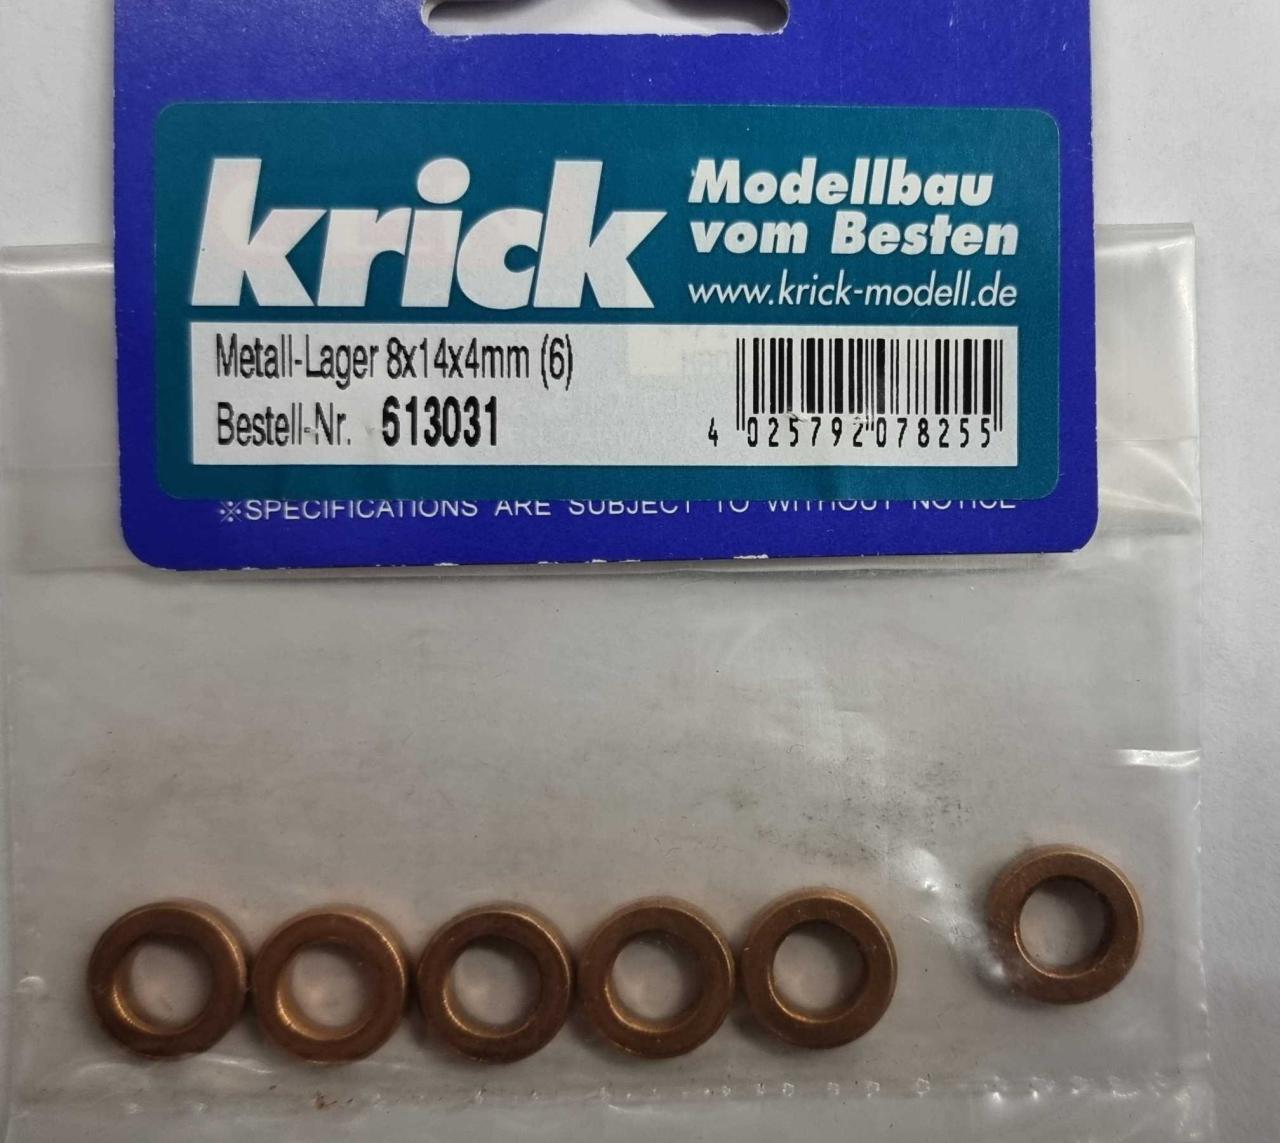 krick
Modellbau
vom Besten
www.krick-modell.de
Metall-Lager 8x14x4mm (6)
Bestell-Nr. 613031
4 025792 078255
※SPECIFICATIONS ARE SUBJECT TO WITHOUT NOTICE